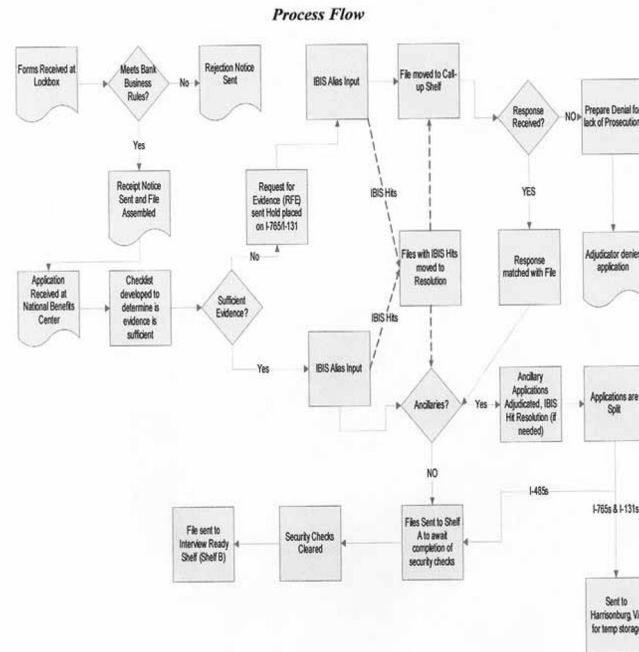 Process Flow
Forms Received at
Lockbox
Meets Bank
Business
Rules?
No
Rejection Notice
Sent
IBIS Alias Input
File moved to Call-
up Shelf
Response
Received?
NO
Prepare Denial for
lack of Prosecution
Yes
Receipt Notice
Sent and File
Assembled
Request for
Evidence (RFE)
sent Hold placed
on I-765/I-131
IBIS Hits
YES
No
Application
Received at
National Benefits
Center
Checklist
developed to
determine is
evidence is
sufficient
Sufficient
Evidence?
Files with IBIS Hits
moved to
Resolution
Response
matched with File
Adjudicator denies
application
IBIS Hits
Yes
IBIS Alias Input
Ancillaries?
Yes
Ancillary
Applications
Adjudicated, IBIS
Hit Resolution (if
needed)
Applications are
Split
NO
I-485s
I-765s & I-131s
File sent to
Interview Ready
Shelf (Shelf B)
Security Checks
Cleared
Files Sent to Shelf
A to await
completion of
security checks
Sent to
Harrisonburg, V
for temp storage